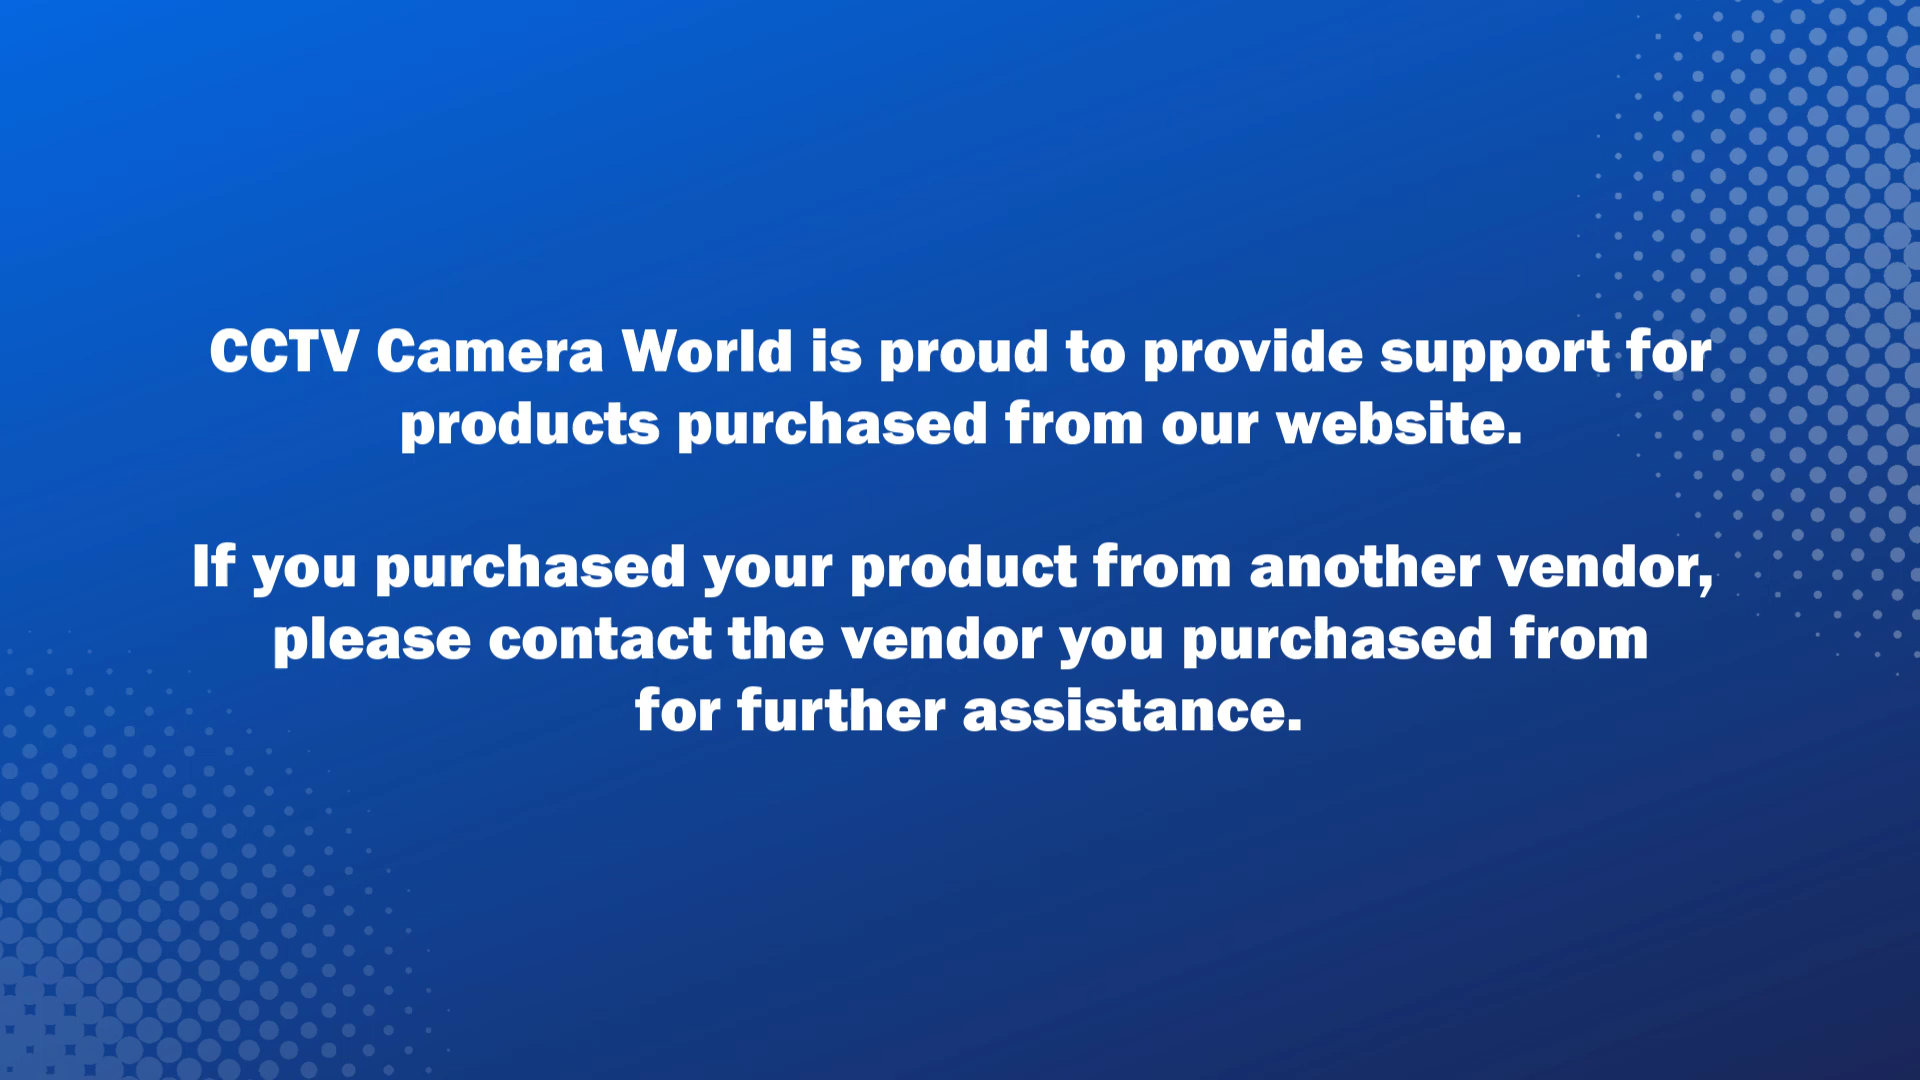 CCTV Camera World is proud to provide support for
products purchased from our website.
If you purchased your product from another vendor,
please contact the vendor you purchased from
for further assistance.